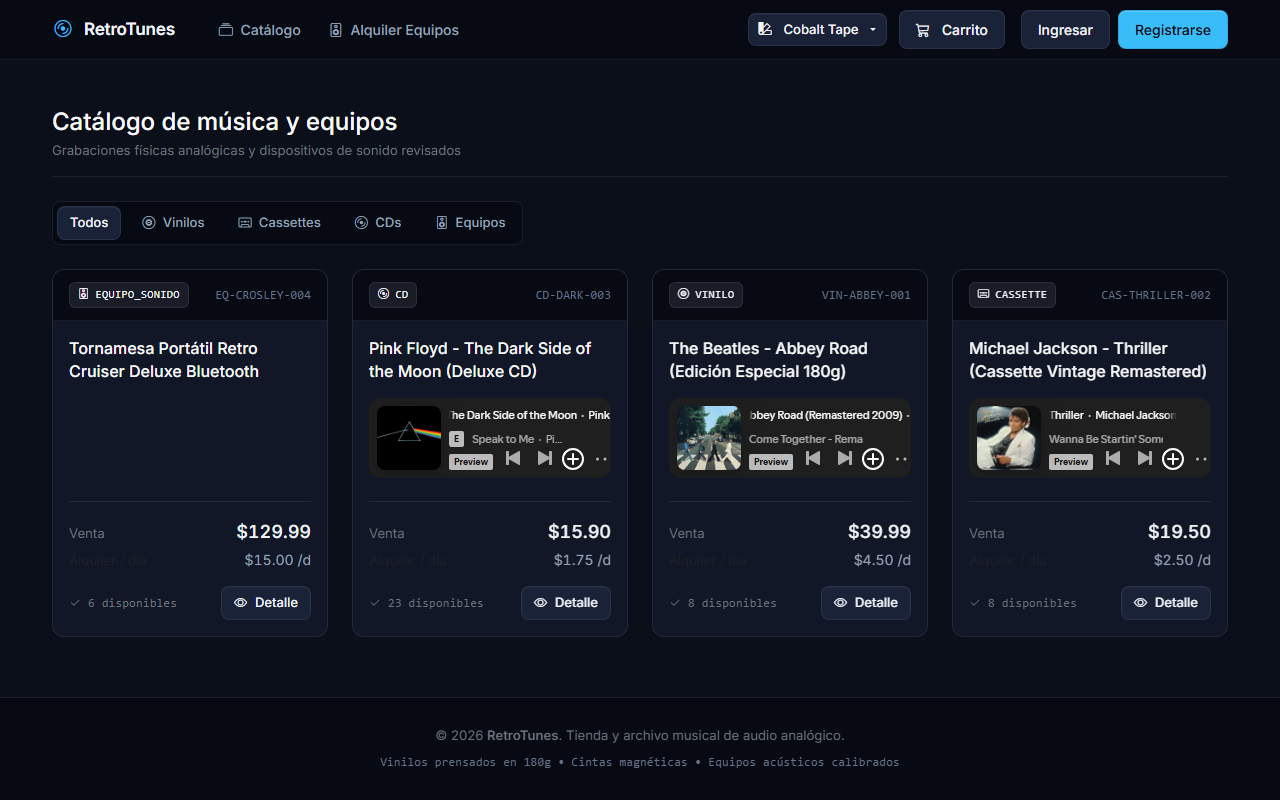 RetroTunes
Catálogo
Alquiler Equipos
Cobalt Tape
Carrito
Ingresar
Registrarse
Catálogo de música y equipos
Grabaciones físicas analógicas y dispositivos de sonido revisados
Todos
Vinilos
Cassettes
CDs
Equipos
EQUIPO_SONIDO
EQ-CROSLEY-004
Tornamesa Portátil Retro
Cruiser Deluxe Bluetooth
Venta
$129.99
Alquiler / día
$15.00 /d
6 disponibles
Detalle
CD
CD-DARK-003
Pink Floyd - The Dark Side of
the Moon (Deluxe CD)
The Dark Side of the Moon · Pink
E Speak to Me · Pi...
Preview
Venta
$15.90
Alquiler / día
$1.75 /d
23 disponibles
Detalle
VINILO
VIN-ABBEY-001
The Beatles - Abbey Road
(Edición Especial 180g)
bbey Road (Remastered 2009) ·
Come Together - Rema
Preview
Venta
$39.99
Alquiler / día
$4.50 /d
8 disponibles
Detalle
CASSETTE
CAS-THRILLER-002
Michael Jackson - Thriller
(Cassette Vintage Remastered)
Thriller · Michael Jackson
Wanna Be Startin' Some
Preview
Venta
$19.50
Alquiler / día
$2.50 /d
8 disponibles
Detalle
© 2026 RetroTunes. Tienda y archivo musical de audio analógico.
Vinilos prensados en 180g • Cintas magnéticas • Equipos acústicos calibrados